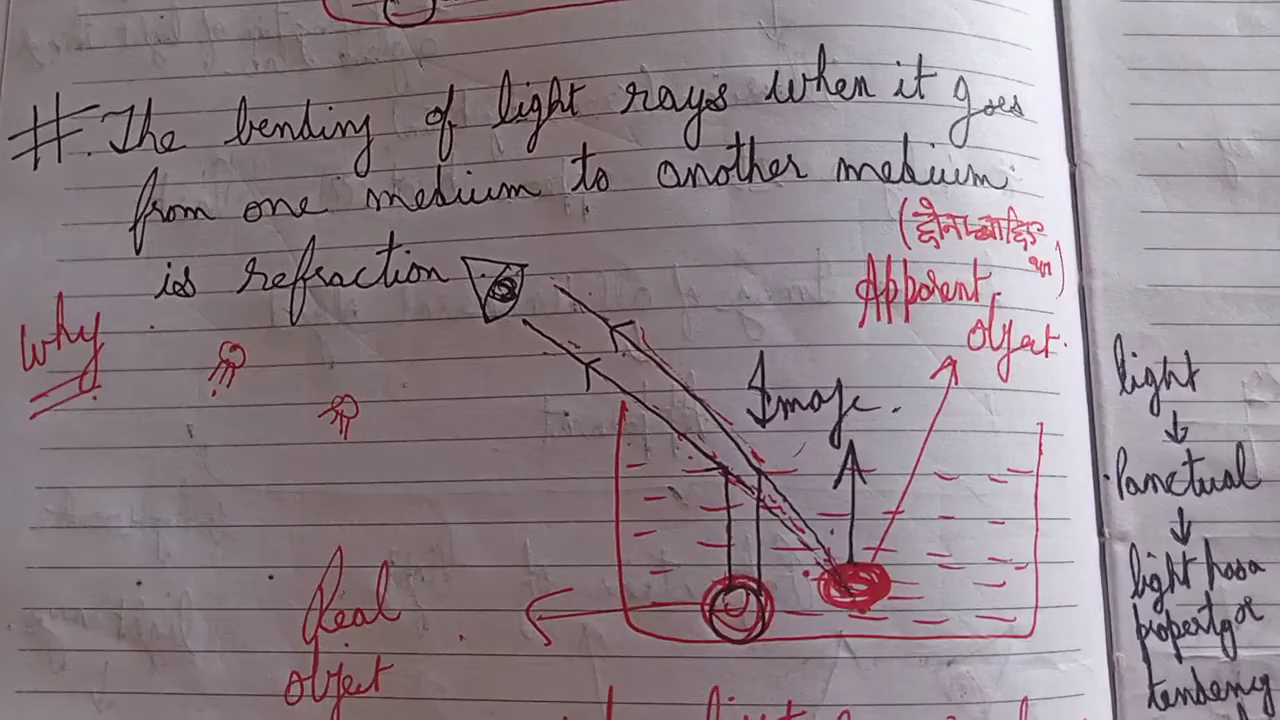 #. The bending of light rays when it goes
from one medium to another medium
is refraction
Why
Apparent
object.
Image.
Real
object
light
↓
Panctual
↓
light has a
property or
tendency